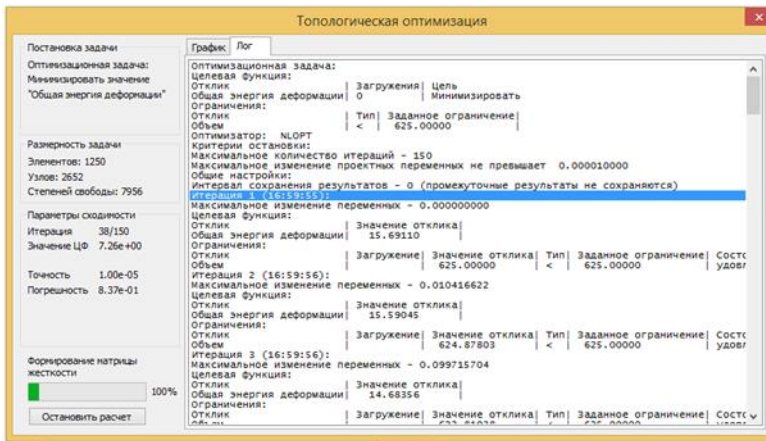 Топологическая оптимизация
Постановка задачи
Оптимизационная задача:
Минимизировать значение
"Общая энергия деформации"
Размерность задачи
Элементов: 1250
Узлов: 2652
Степеней свободы: 7956
Параметры сходимости
Итерация 38/150
Значение ЦФ 7.26e+00
Точность 1.00e-05
Погрешность 8.37e-01
Формирование матрицы
жесткости
100%
Остановить расчет
График Лог
Оптимизационная задача:
Целевая функция:
Отклик | Загружения| Цель
Общая энергия деформации| 0 | Минимизировать
Ограничения:
Отклик | Тип| Заданное ограничение|
Объем | < | 625.00000 |
Оптимизатор: NLOPT
Критерии остановки:
Максимальное количество итераций - 150
Максимальное изменение проектных переменных не превышает 0.000010000
Общие настройки:
Интервал сохранения результатов - 0 (промежуточные результаты не сохраняются)
Итерация 1 (16:59:55):
Максимальное изменение переменных - 0.000000000
Целевая функция:
Отклик | Значение отклика|
Общая энергия деформации| 15.69110 |
Ограничения:
Отклик | Загружение| Значение отклика| Тип| Заданное ограничение| Состо
Объем | | 625.00000 | < | 625.00000 | удовл
Итерация 2 (16:59:56):
Максимальное изменение переменных - 0.010416622
Целевая функция:
Отклик | Значение отклика|
Общая энергия деформации| 15.59045 |
Ограничения:
Отклик | Загружение| Значение отклика| Тип| Заданное ограничение| Состо
Объем | | 624.87803 | < | 625.00000 | удовл
Итерация 3 (16:59:56):
Максимальное изменение переменных - 0.099715704
Целевая функция:
Отклик | Значение отклика|
Общая энергия деформации| 14.68356 |
Ограничения:
Отклик | Загружение| Значение отклика| Тип| Заданное ограничение| Состо